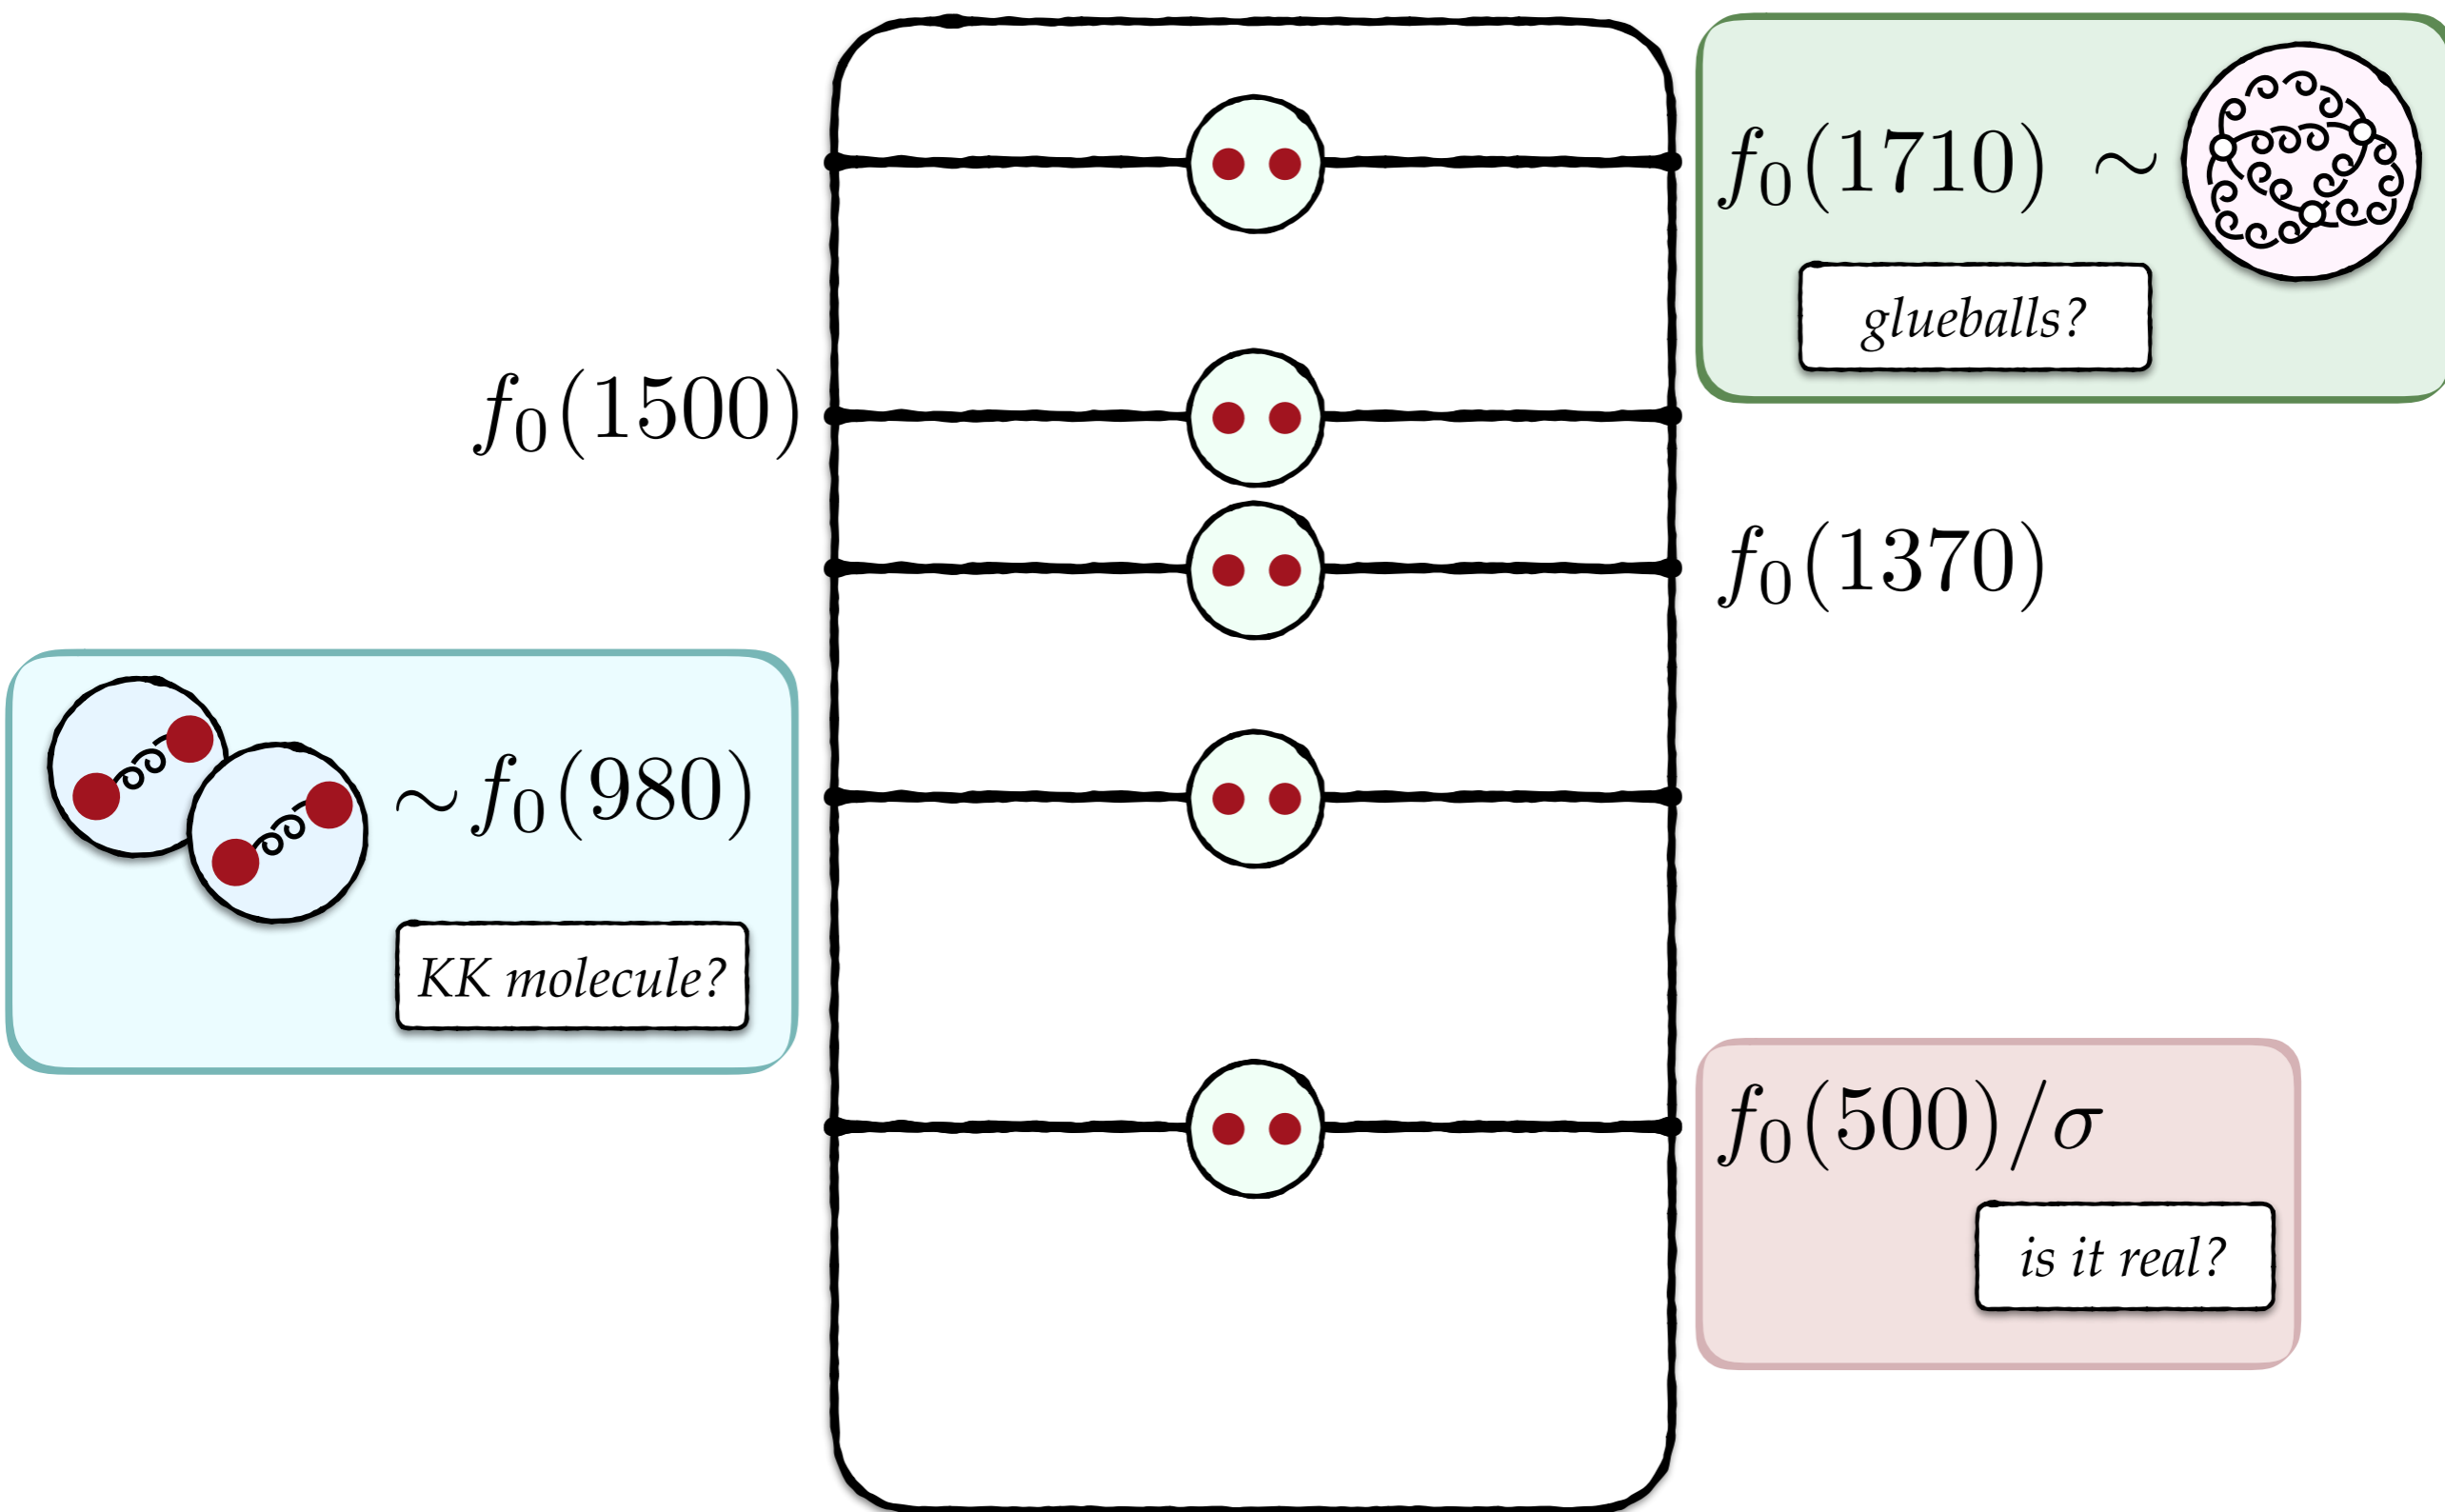 f₀(1710) ~
glueballs?
f₀(1500)
f₀(1370)
~f₀(980)
KK molecule?
f₀(500)/σ
is it real?